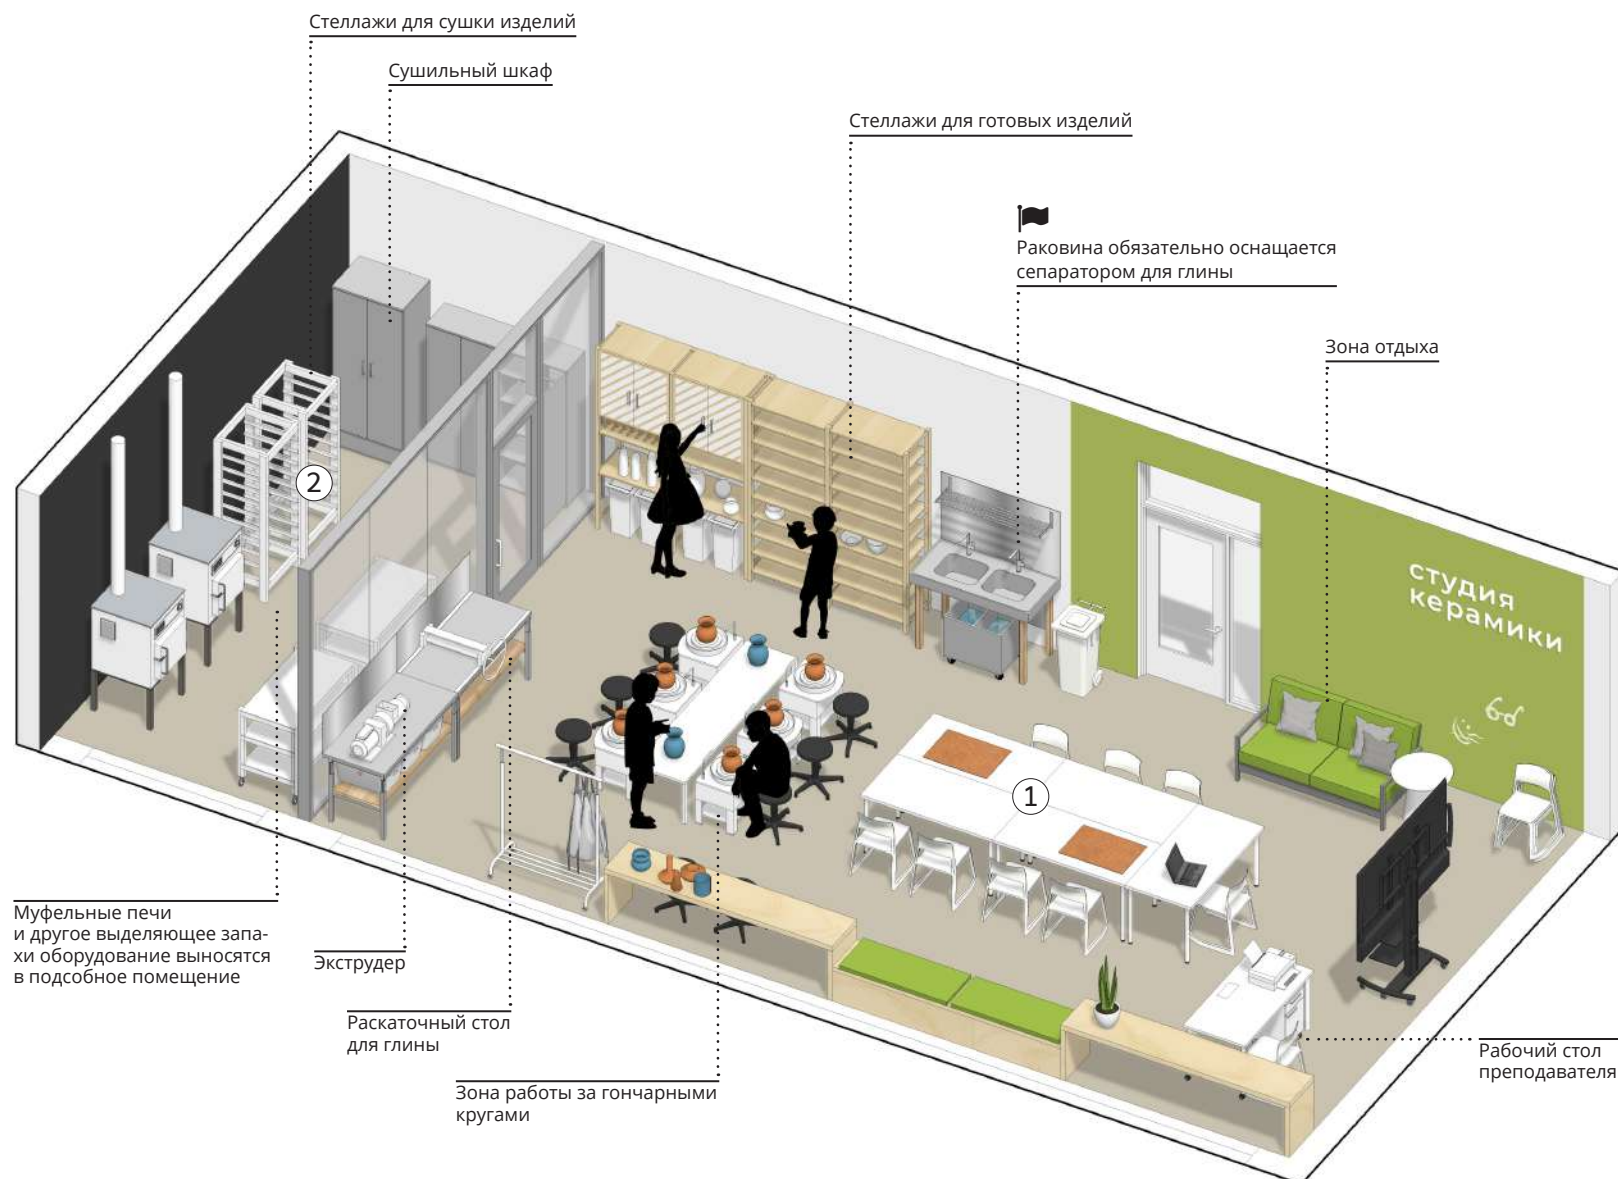 Стеллажи для сушки изделий
Сушильный шкаф
Стеллажи для готовых изделий
Раковина обязательно оснащается
сепаратором для глины
Зона отдыха
2
студия
керамики
1
Муфельные печи
и другое выделяющее запа-
хи оборудование выносятся
в подсобное помещение
Экструдер
Раскаточный стол
для глины
Зона работы за гончарными
кругами
Рабочий стол
преподавателя